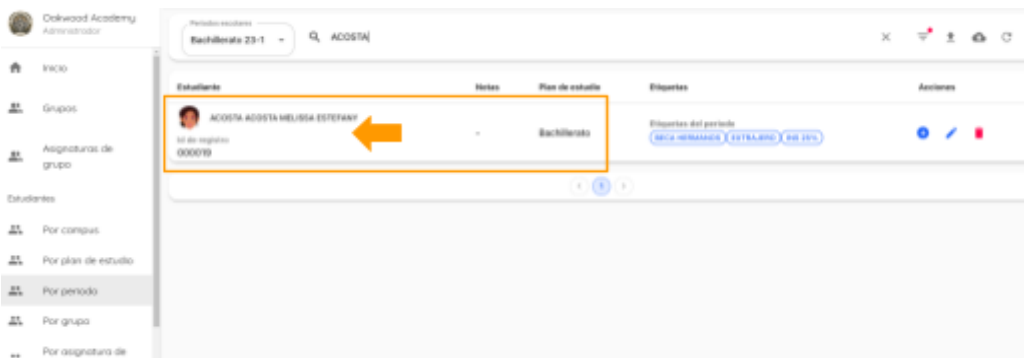 Oakwood Academy
Administrador
Inicio
Grupos
Asignaturas de
grupo
Estudiantes
Por campus
Por plan de estudio
Por periodo
Por grupo
Por asignatura de
Periodos escolares
Bachillerato 23-1
ACOSTA
Estudiante Notas Plan de estudio Etiquetas Acciones
ACOSTA ACOSTA MELISSA ESTEFANY
Id de registro
000019
- Bachillerato
Etiquetas del periodo
BECA HERMANOS EXTRAJERO INS 25%
1